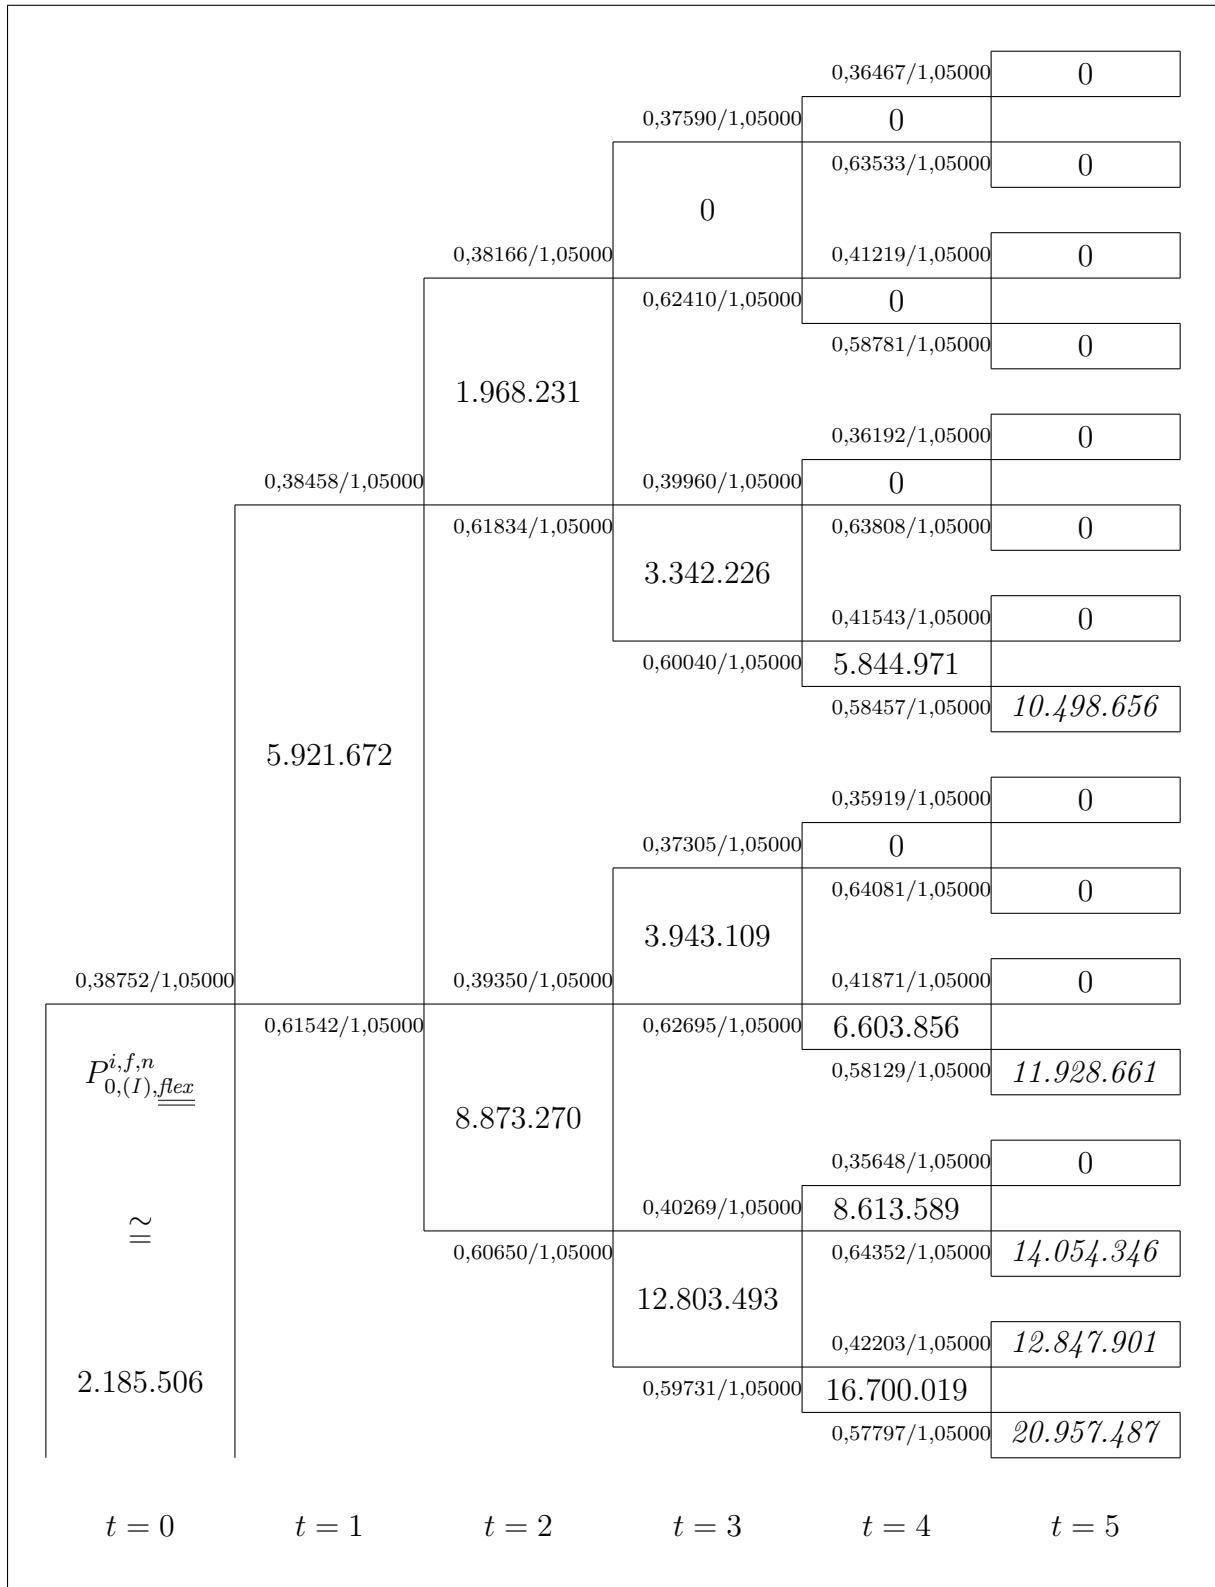 0,36467/1,05000 0
0,37590/1,05000 0
0,63533/1,05000 0
0
0,38166/1,05000 0,41219/1,05000 0
0,62410/1,05000 0
0,58781/1,05000 0
1.968.231
0,36192/1,05000 0
0,38458/1,05000 0,39960/1,05000 0
0,61834/1,05000 0,63808/1,05000 0
3.342.226
0,41543/1,05000 0
0,60040/1,05000 5.844.971
0,58457/1,05000 10.498.656
5.921.672
0,35919/1,05000 0
0,37305/1,05000 0
0,64081/1,05000 0
3.943.109
0,38752/1,05000 0,39350/1,05000 0,41871/1,05000 0
0,61542/1,05000 0,62695/1,05000 6.603.856
P^{i,f,n}_{0,(I),flex} 0,58129/1,05000 11.928.661
8.873.270
0,35648/1,05000 0
≅ 0,40269/1,05000 8.613.589
0,60650/1,05000 0,64352/1,05000 14.054.346
12.803.493
0,42203/1,05000 12.847.901
2.185.506 0,59731/1,05000 16.700.019
0,57797/1,05000 20.957.487
t = 0 t = 1 t = 2 t = 3 t = 4 t = 5